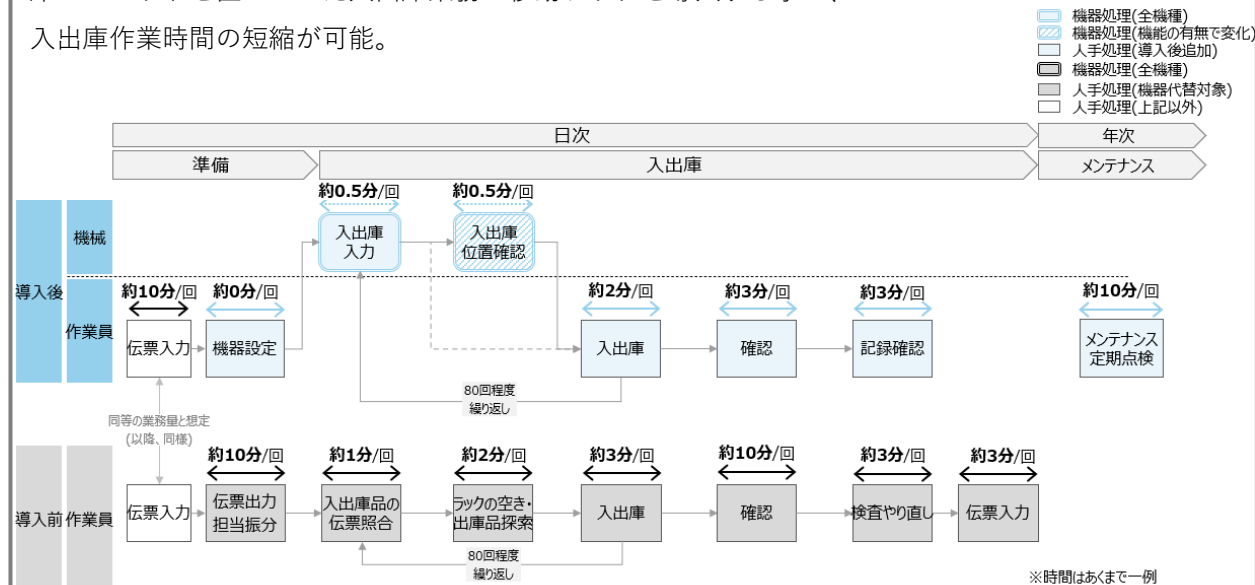 入出庫作業時間の短縮が可能。
機器処理(全機種)
機器処理(機能の有無で変化)
人手処理(導入後追加)
機器処理(全機種)
人手処理(機器代替対象)
人手処理(上記以外)
日次
年次
準備
入出庫
メンテナンス
約0.5分/回
約0.5分/回
機械
入出庫
入力
入出庫
位置確認
導入後
作業員
約10分/回
約0分/回
約2分/回
約3分/回
約3分/回
約10分/回
伝票入力
機器設定
入出庫
確認
記録確認
メンテナンス
定期点検
80回程度
繰り返し
同等の業務量と想定
(以降、同様)
約10分/回
約1分/回
約2分/回
約3分/回
約10分/回
約3分/回
約3分/回
導入前
作業員
伝票入力
伝票出力
担当振分
入出庫品の
伝票照合
ラックの空き・
出庫品探索
入出庫
確認
検査やり直し
伝票入力
80回程度
繰り返し
※時間はあくまで一例